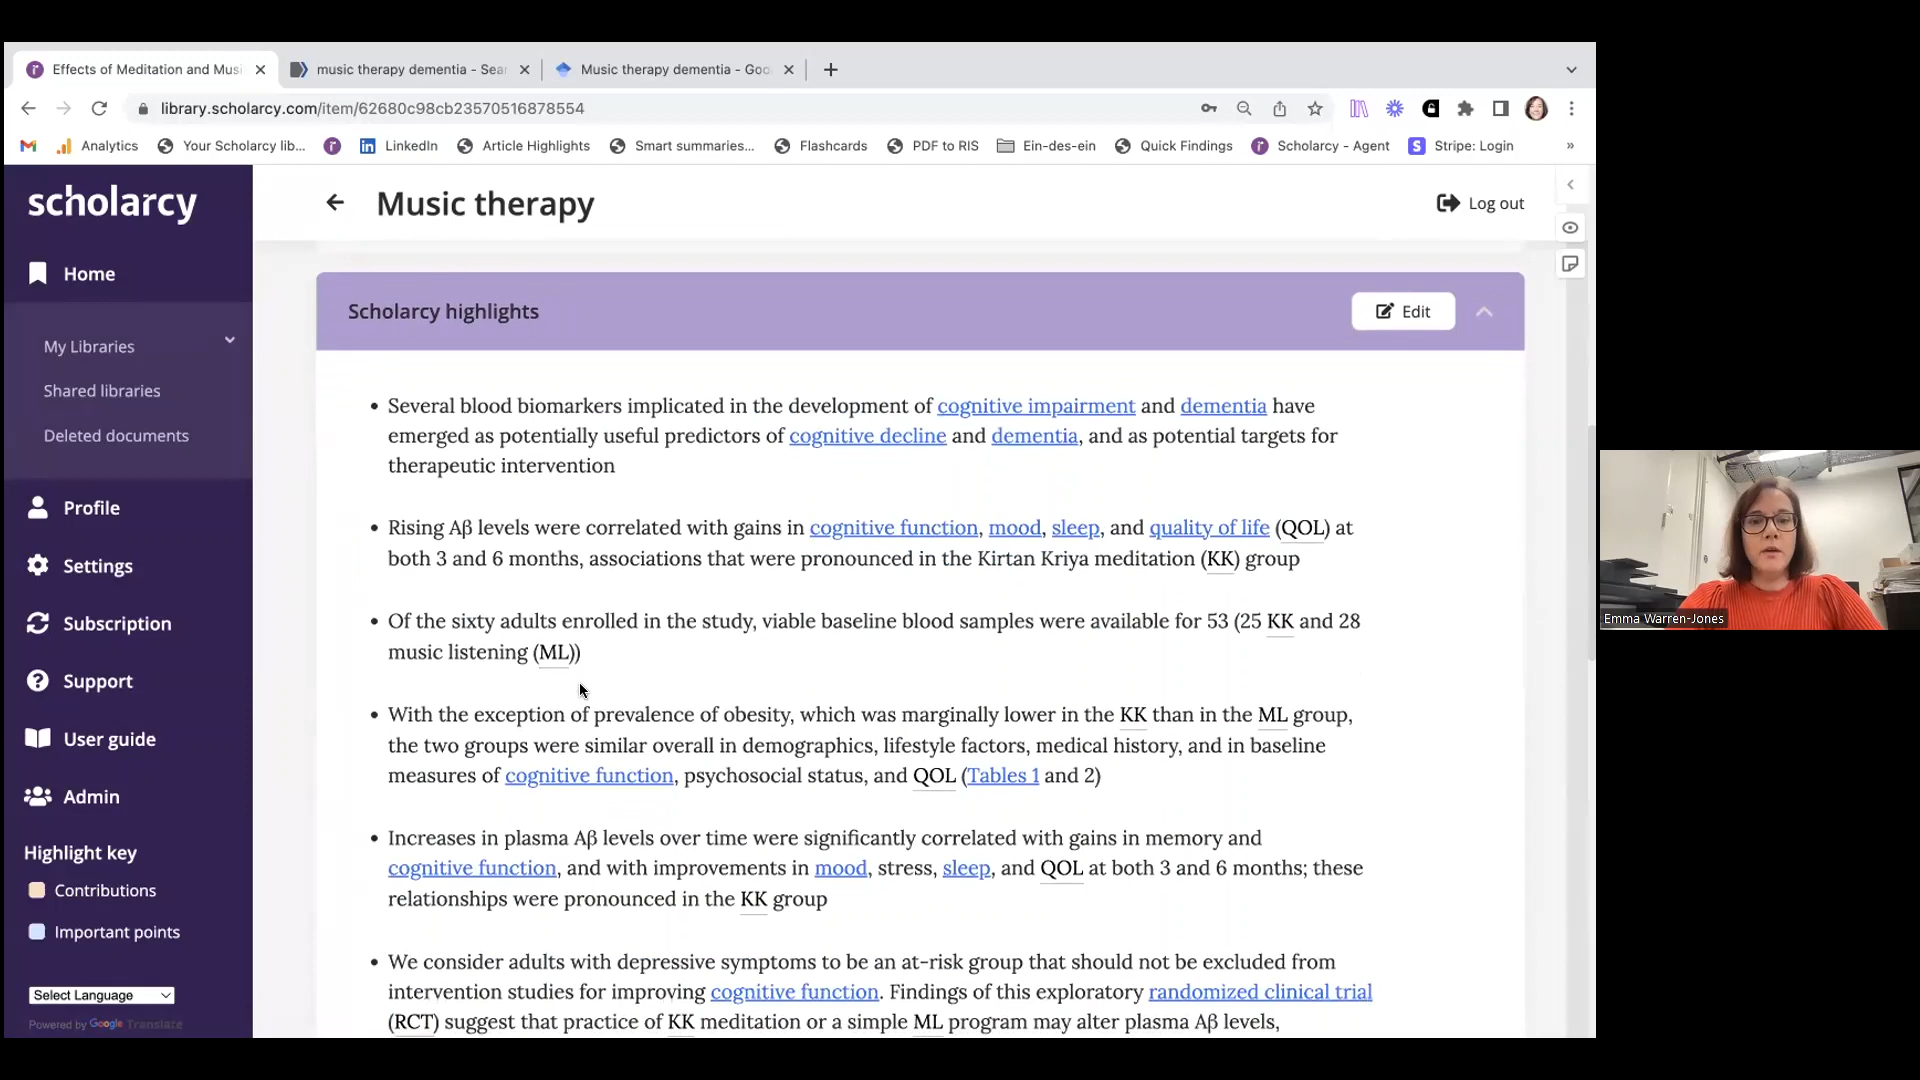 Effects of Meditation and Musi
music therapy dementia - Sear
Music therapy dementia - Goo
library.scholarcy.com/item/62680c98cb23570516878554
Analytics
Your Scholarcy lib...
LinkedIn
Article Highlights
Smart summaries...
Flashcards
PDF to RIS
Ein-des-ein
Quick Findings
Scholarcy - Agent
Stripe: Login
»
scholarcy
Home
My Libraries
Shared libraries
Deleted documents
Profile
Settings
Subscription
Support
User guide
Admin
Highlight key
Contributions
Important points
Select Language
Powered by Google Translate
Music therapy
Log out
Scholarcy highlights
Edit
• Several blood biomarkers implicated in the development of cognitive impairment and dementia have
emerged as potentially useful predictors of cognitive decline and dementia, and as potential targets for
therapeutic intervention
• Rising Aβ levels were correlated with gains in cognitive function, mood, sleep, and quality of life (QOL) at
both 3 and 6 months, associations that were pronounced in the Kirtan Kriya meditation (KK) group
• Of the sixty adults enrolled in the study, viable baseline blood samples were available for 53 (25 KK and 28
music listening (ML))
• With the exception of prevalence of obesity, which was marginally lower in the KK than in the ML group,
the two groups were similar overall in demographics, lifestyle factors, medical history, and in baseline
measures of cognitive function, psychosocial status, and QOL (Tables 1 and 2)
• Increases in plasma Aβ levels over time were significantly correlated with gains in memory and
cognitive function, and with improvements in mood, stress, sleep, and QOL at both 3 and 6 months; these
relationships were pronounced in the KK group
• We consider adults with depressive symptoms to be an at-risk group that should not be excluded from
intervention studies for improving cognitive function. Findings of this exploratory randomized clinical trial
(RCT) suggest that practice of KK meditation or a simple ML program may alter plasma Aβ levels,
Emma Warren-Jones